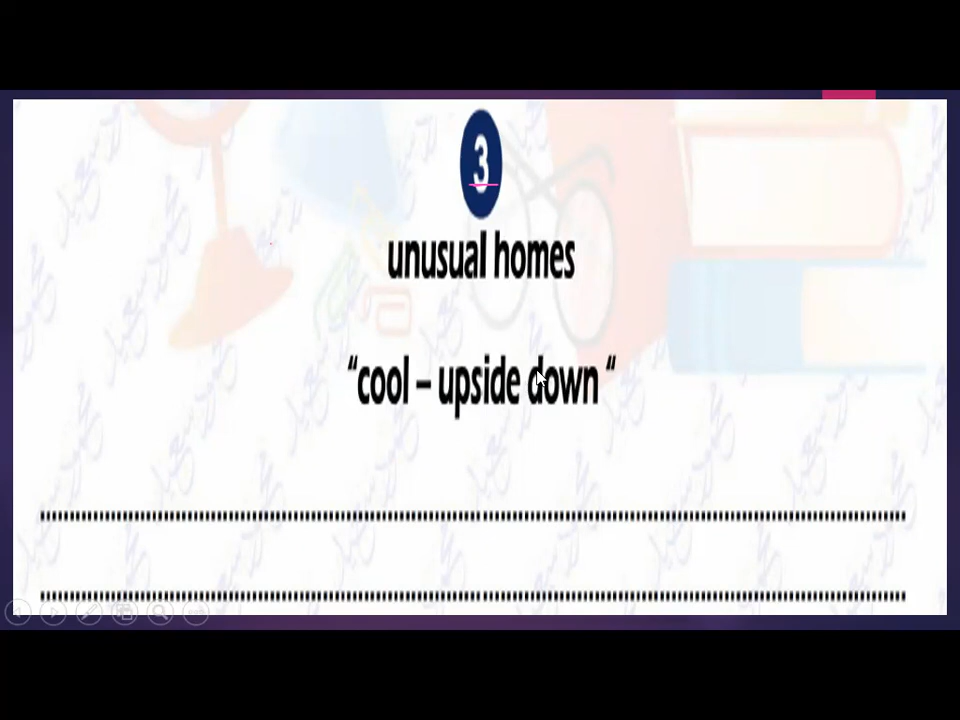 3
unusual homes
“cool – upside down “